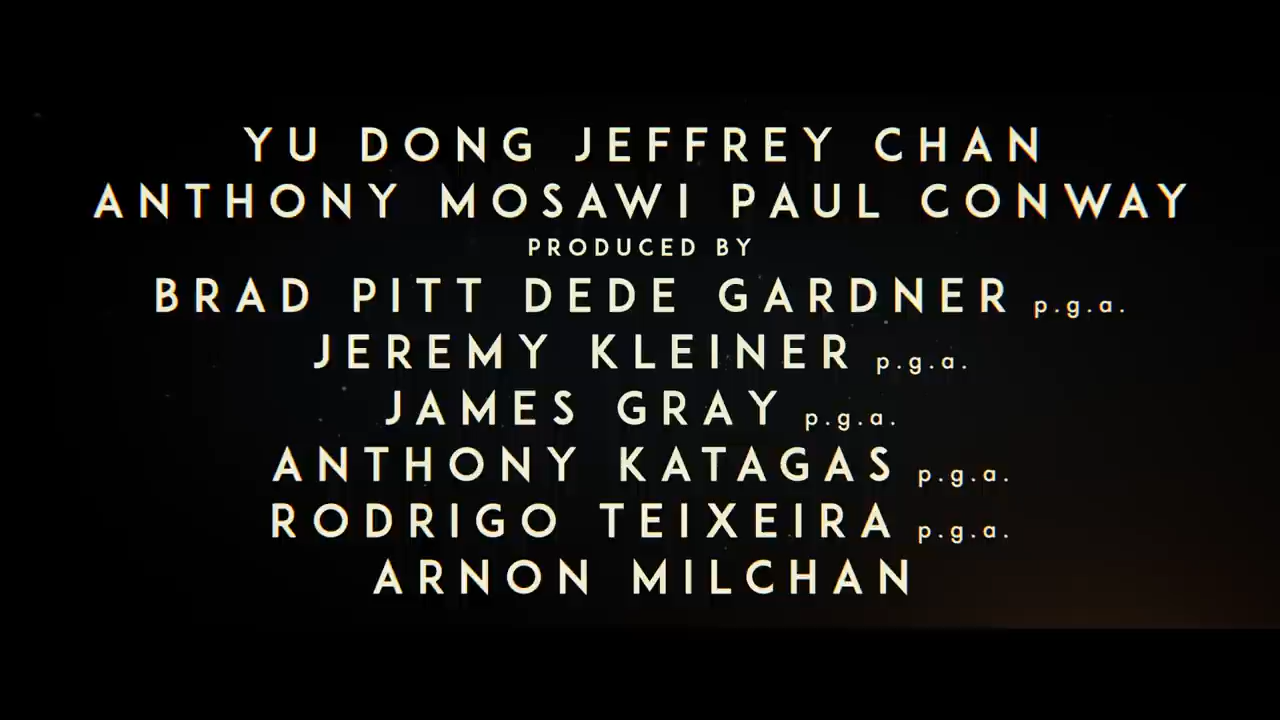 YU DONG JEFFREY CHAN
ANTHONY MOSAWI PAUL CONWAY
PRODUCED BY
BRAD PITT DEDE GARDNER p.g.a.
JEREMY KLEINER p.g.a.
JAMES GRAY p.g.a.
ANTHONY KATAGAS p.g.a.
RODRIGO TEIXEIRA p.g.a.
ARNON MILCHAN